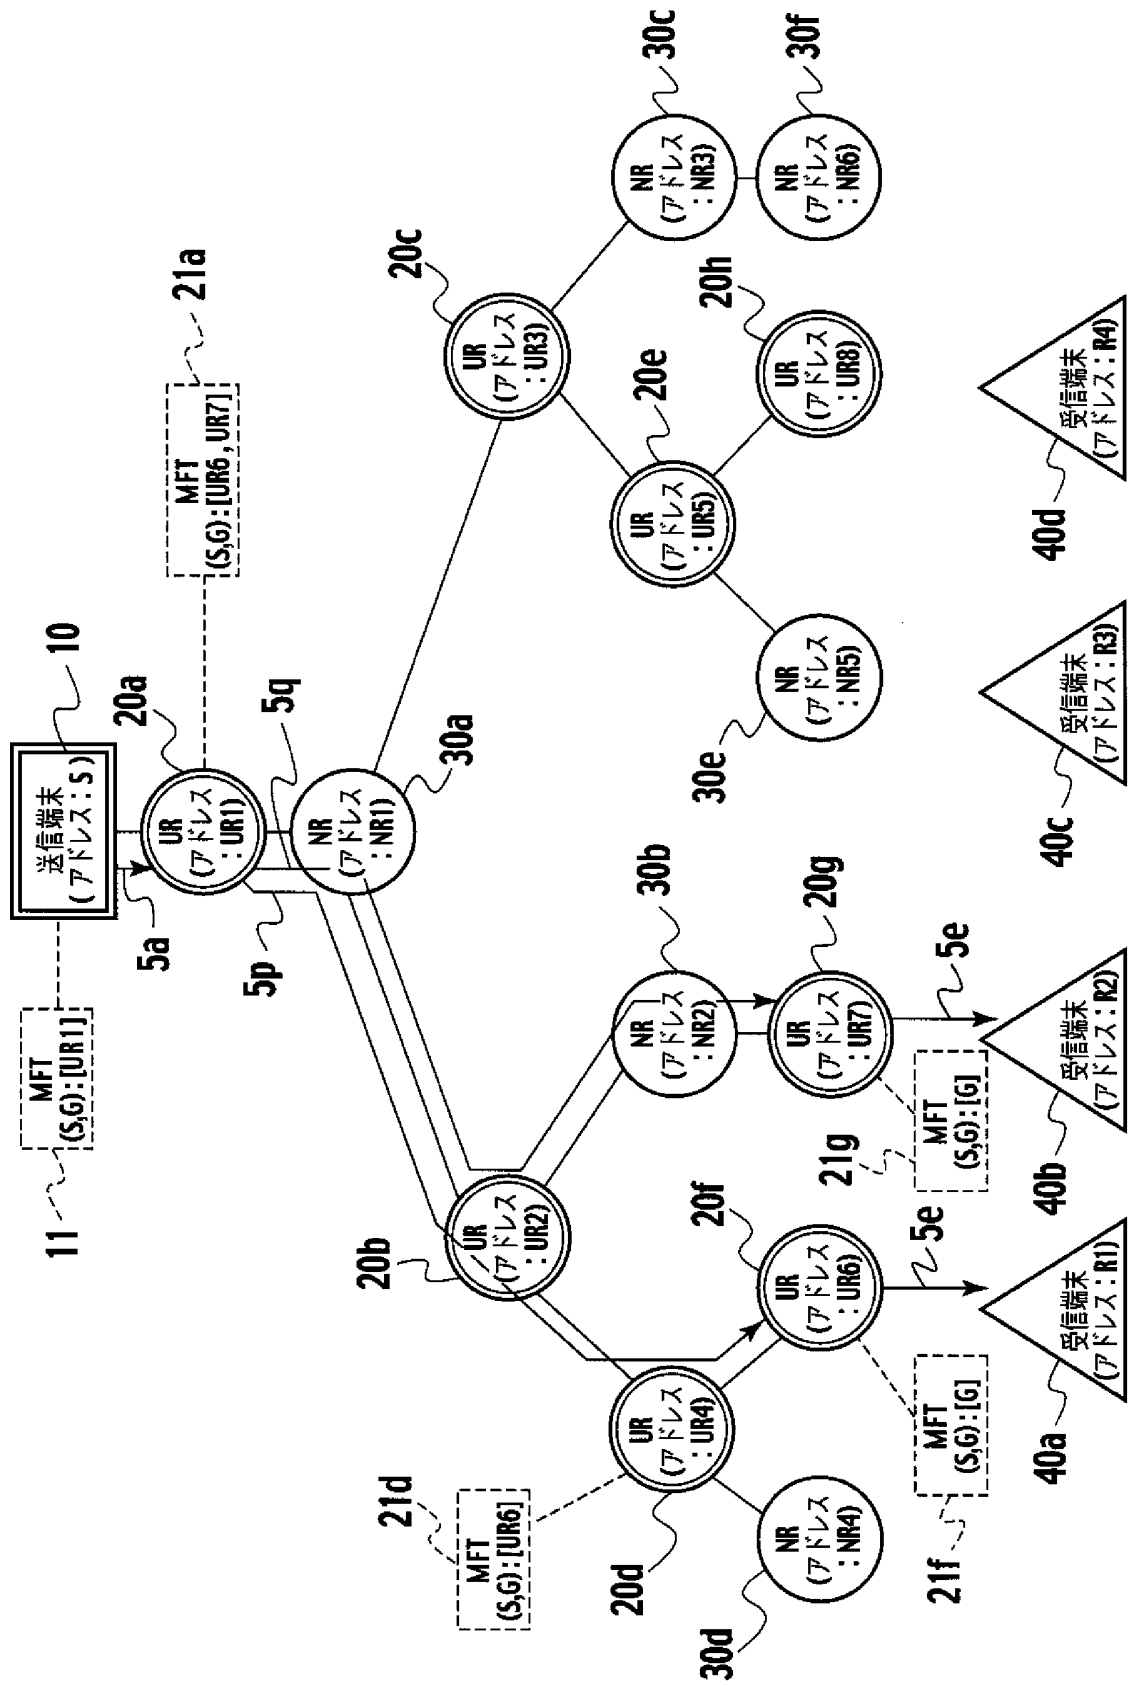 送信端末
(アドレス:S)
10
5a
MFT
(S,G):[UR1]
11
UR
(アドレス
:UR1)
20a
MFT
(S,G):[UR6,UR7]
21a
5p
5q
NR
(アドレス
:NR1)
30a
UR
(アドレス
:UR2)
20b
UR
(アドレス
:UR3)
20c
MFT
(S,G):[UR6]
21d
UR
(アドレス
:UR4)
20d
NR
(アドレス
:NR2)
30b
UR
(アドレス
:UR5)
20e
NR
(アドレス
:NR3)
30c
NR
(アドレス
:NR4)
30d
UR
(アドレス
:UR6)
20f
UR
(アドレス
:UR7)
20g
NR
(アドレス
:NR5)
30e
UR
(アドレス
:UR8)
20h
NR
(アドレス
:NR6)
30f
MFT
(S,G):[G]
21f
5e
MFT
(S,G):[G]
21g
5e
受信端末
(アドレス:R1)
40a
受信端末
(アドレス:R2)
40b
受信端末
(アドレス:R3)
40c
受信端末
(アドレス:R4)
40d